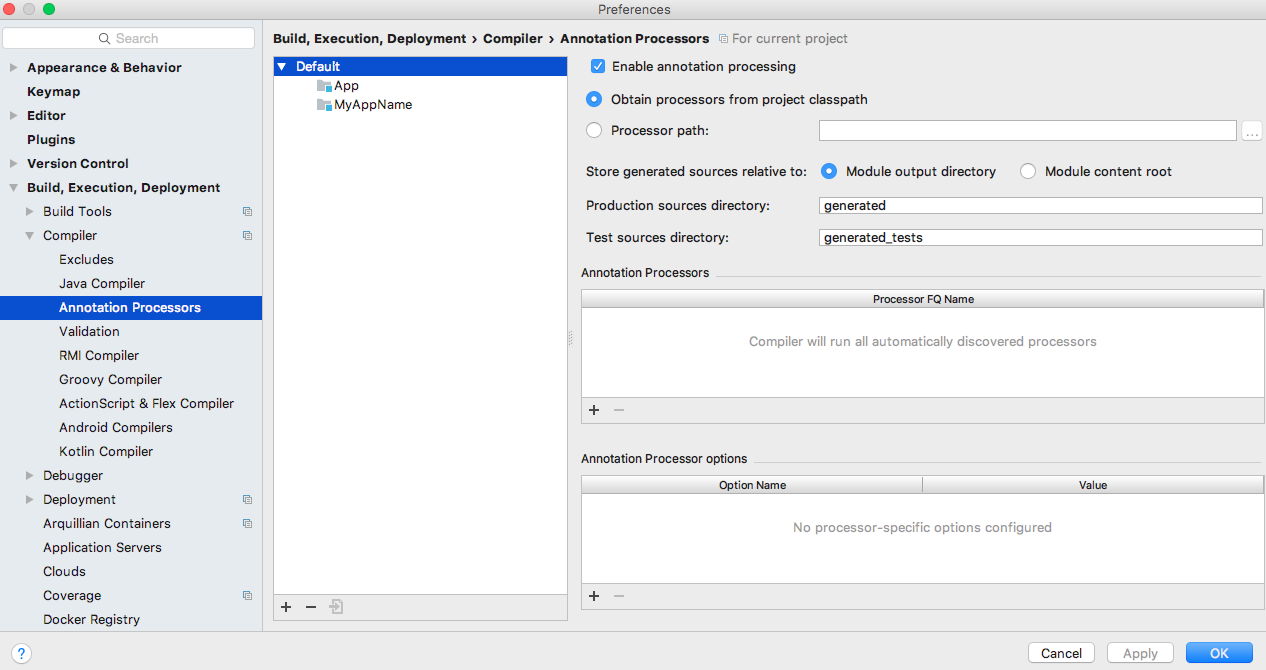 Preferences
Search
Appearance & Behavior
Keymap
Editor
Plugins
Version Control
Build, Execution, Deployment
Build Tools
Compiler
Excludes
Java Compiler
Annotation Processors
Validation
RMI Compiler
Groovy Compiler
ActionScript & Flex Compiler
Android Compilers
Kotlin Compiler
Debugger
Deployment
Arquillian Containers
Application Servers
Clouds
Coverage
Docker Registry
?
Build, Execution, Deployment › Compiler › Annotation Processors For current project
Default
App
MyAppName
Enable annotation processing
Obtain processors from project classpath
Processor path: ...
Store generated sources relative to: Module output directory Module content root
Production sources directory: generated
Test sources directory: generated_tests
Annotation Processors
Processor FQ Name
Compiler will run all automatically discovered processors
Annotation Processor options
Option Name Value
No processor-specific options configured
Cancel Apply OK